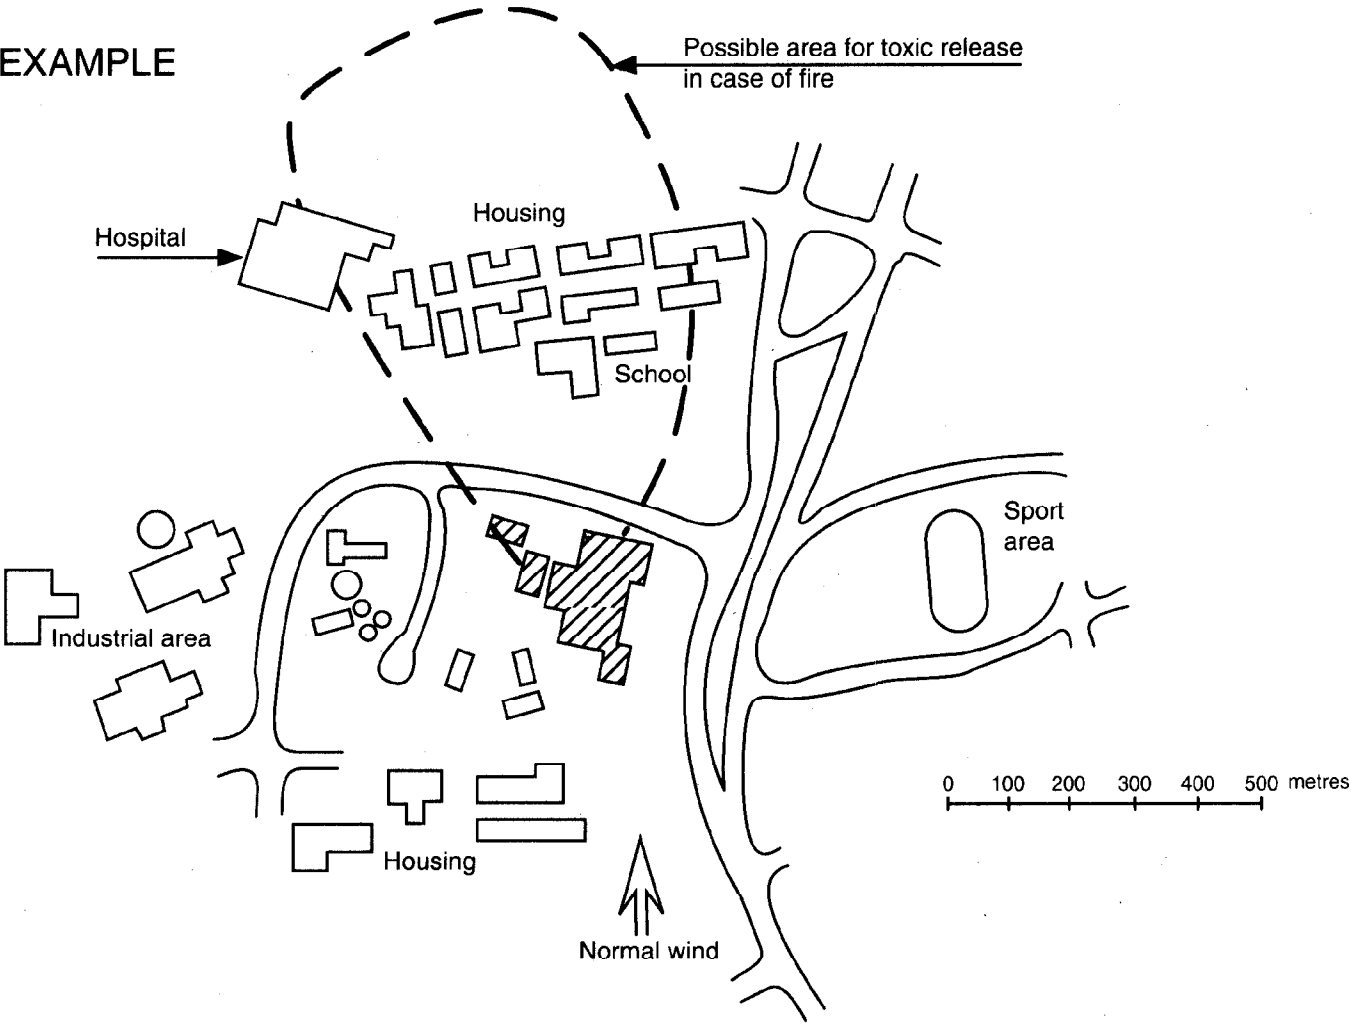 EXAMPLE
Possible area for toxic release
in case of fire
Housing
Hospital
School
Sport
area
Industrial area
0 100 200 300 400 500 metres
Housing
Normal wind